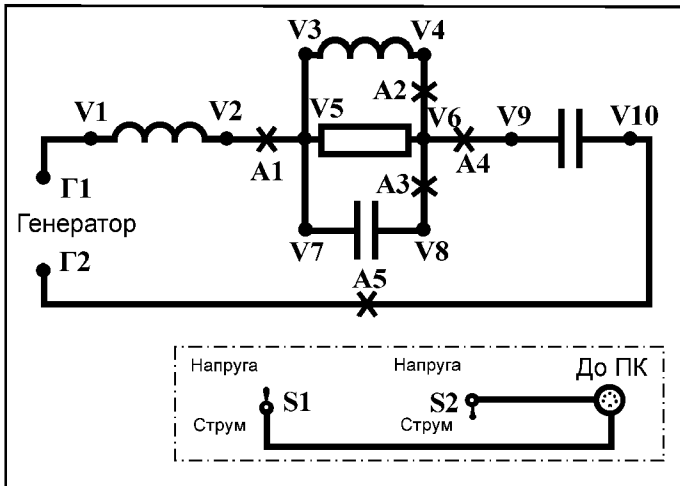 V3 V4
A2
V1 V2 V5 V6 V9 V10
A1 A4
Г1 A3
Генератор
V7 V8
Г2
A5
Напруга Напруга До ПК
S1 S2
Струм Струм